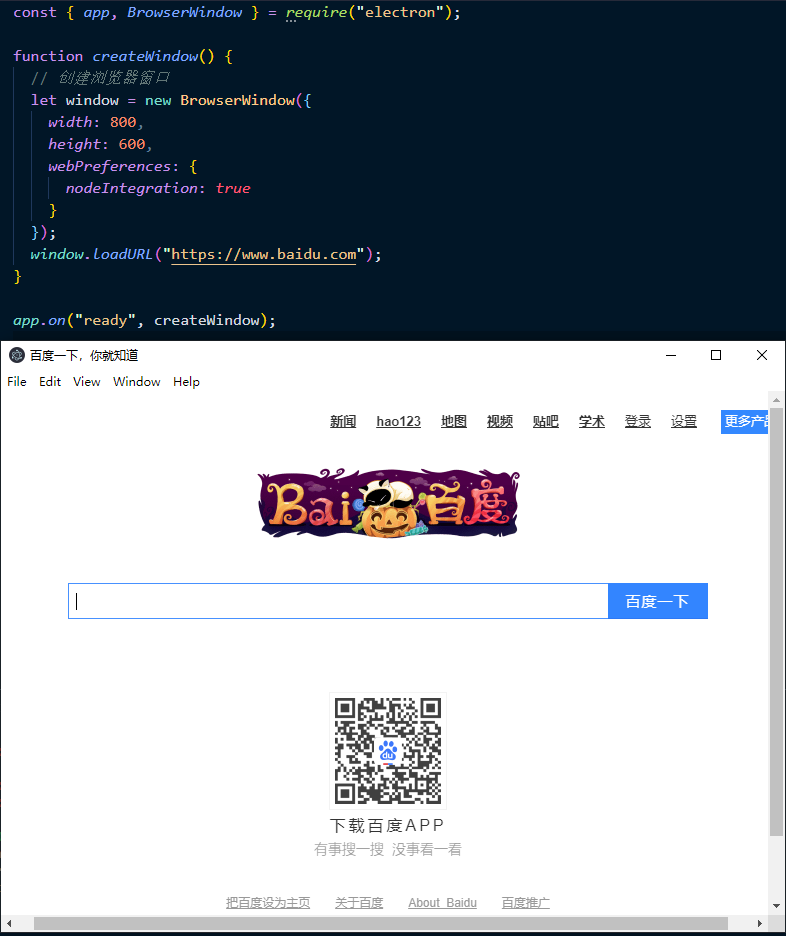 const { app, BrowserWindow } = require("electron");
function createWindow() {
// 创建浏览器窗口
let window = new BrowserWindow({
width: 800,
height: 600,
webPreferences: {
nodeIntegration: true
}
});
window.loadURL("https://www.baidu.com");
}
app.on("ready", createWindow);
百度一下，你就知道
File Edit View Window Help
新闻 hao123 地图 视频 贴吧 学术 登录 设置 更多产品
Bai 百度
百度一下
du
下载百度APP
有事搜一搜 没事看一看
把百度设为主页 关于百度 About Baidu 百度推广